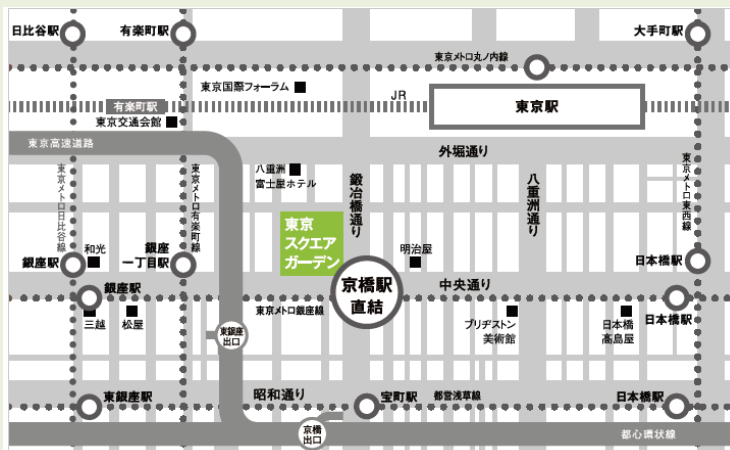 日比谷駅
有楽町駅
大手町駅
東京メトロ丸ノ内線
東京国際フォーラム
JR
東京駅
有楽町駅
東京交通会館
東京高速道路
外堀通り
東京メトロ日比谷線
東京メトロ有楽町線
八重洲
富士屋ホテル
鍛冶橋通り
八重洲通り
東京メトロ東西線
東京
スクエア
ガーデン
和光
銀座駅
銀座
一丁目駅
明治屋
日本橋駅
銀座駅
京橋駅
直結
中央通り
三越
松屋
東京メトロ銀座線
ブリヂストン
美術館
日本橋
髙島屋
日本橋駅
東銀座
出口
東銀座駅
昭和通り
宝町駅
都営浅草線
日本橋駅
京橋
出口
都心環状線